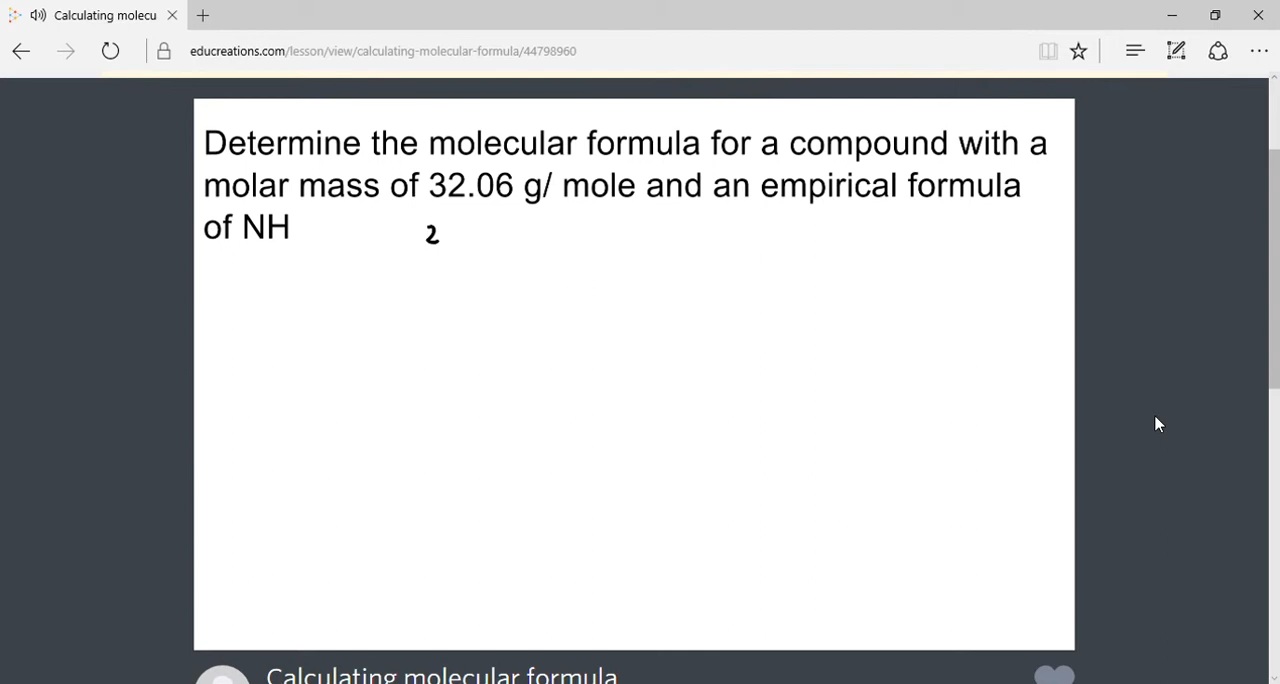 Calculating molecu
educreations.com/lesson/view/calculating-molecular-formula/44798960
Determine the molecular formula for a compound with a
molar mass of 32.06 g/ mole and an empirical formula
of NH 2
Calculating molecular formula